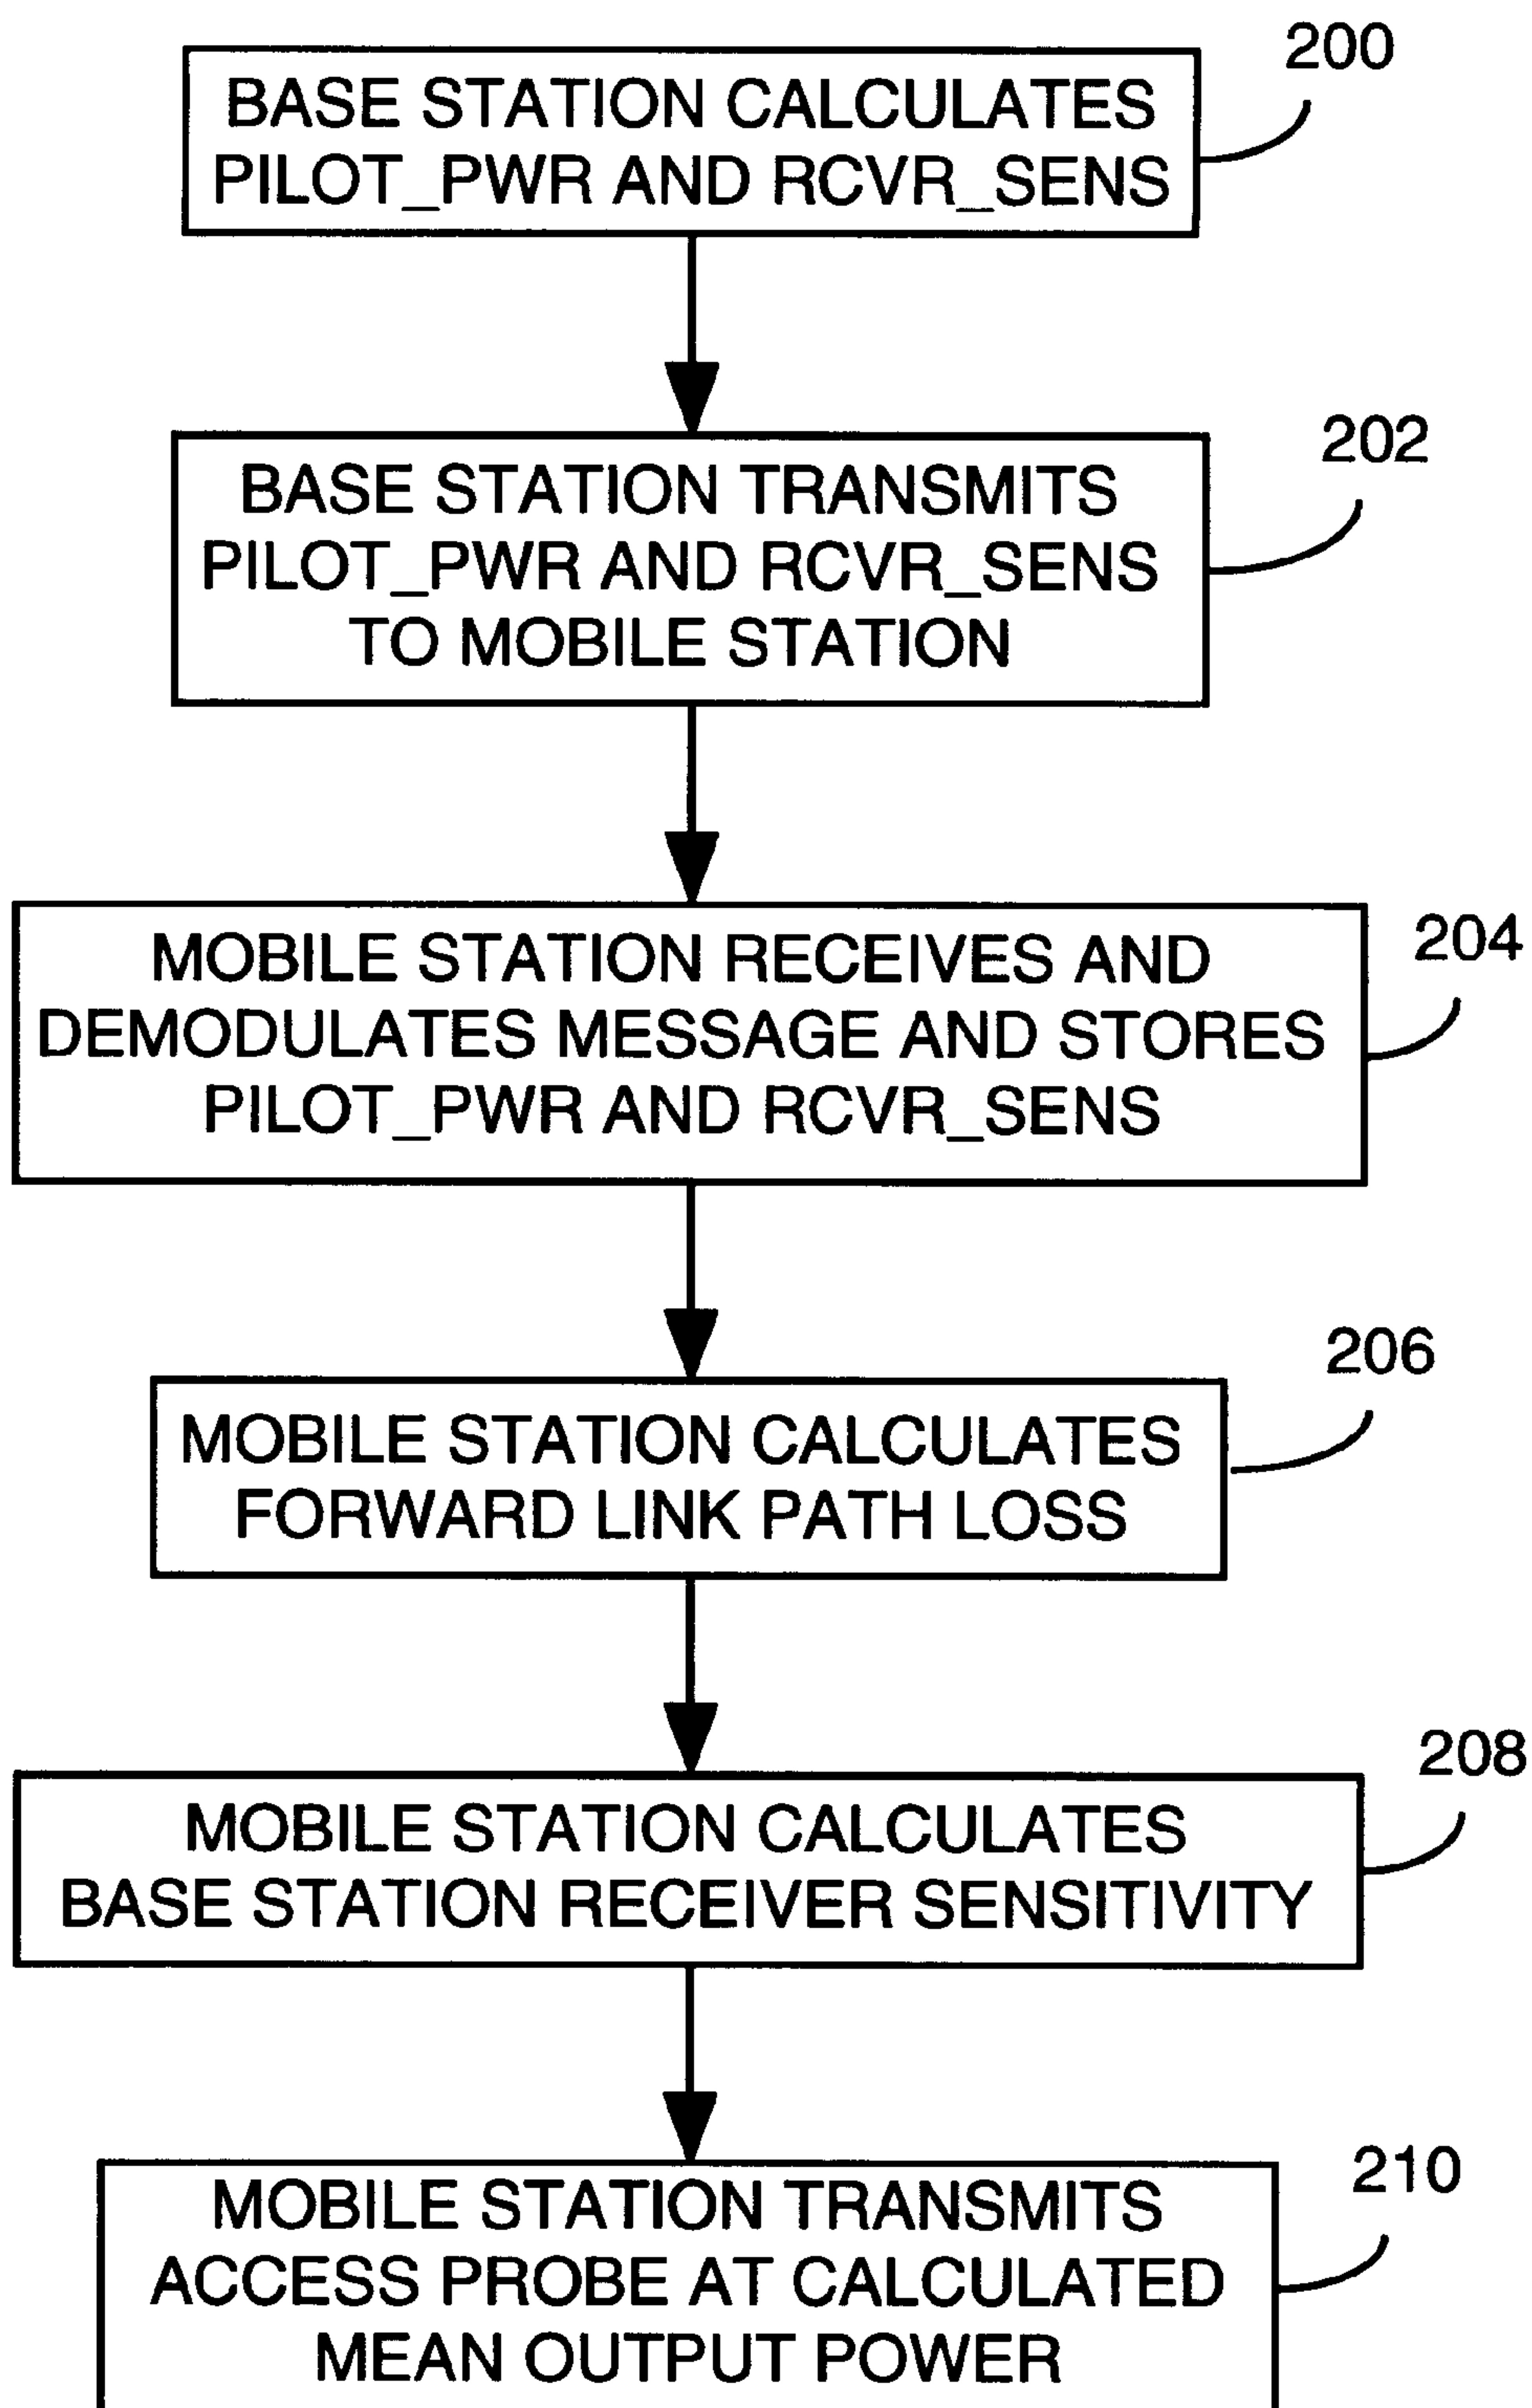 200
BASE STATION CALCULATES
PILOT_PWR AND RCVR_SENS
202
BASE STATION TRANSMITS
PILOT_PWR AND RCVR_SENS
TO MOBILE STATION
204
MOBILE STATION RECEIVES AND
DEMODULATES MESSAGE AND STORES
PILOT_PWR AND RCVR_SENS
206
MOBILE STATION CALCULATES
FORWARD LINK PATH LOSS
208
MOBILE STATION CALCULATES
BASE STATION RECEIVER SENSITIVITY
210
MOBILE STATION TRANSMITS
ACCESS PROBE AT CALCULATED
MEAN OUTPUT POWER